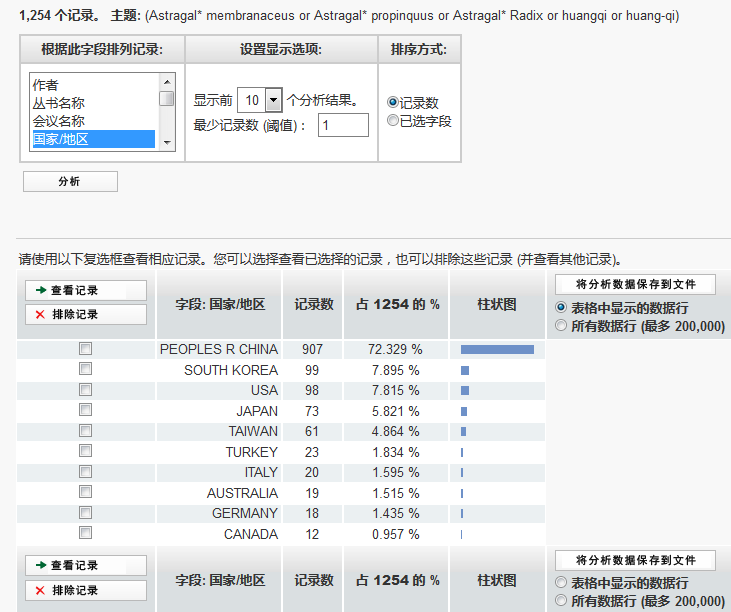 1,254 个记录。 主题: (Astragal* membranaceus or Astragal* propinquus or Astragal* Radix or huangqi or huang-qi)
根据此字段排列记录: 设置显示选项: 排序方式:
作者
丛书名称
会议名称
国家/地区
显示前 10 个分析结果。
最少记录数 (阈值)： 1
记录数
已选字段
分析
请使用以下复选框查看相应记录。您可以选择查看已选择的记录，也可以排除这些记录 (并查看其他记录)。
查看记录
排除记录
字段: 国家/地区 记录数 占 1254 的 % 柱状图
将分析数据保存到文件
表格中显示的数据行
所有数据行 (最多 200,000)
PEOPLES R CHINA 907 72.329 %
SOUTH KOREA 99 7.895 %
USA 98 7.815 %
JAPAN 73 5.821 %
TAIWAN 61 4.864 %
TURKEY 23 1.834 %
ITALY 20 1.595 %
AUSTRALIA 19 1.515 %
GERMANY 18 1.435 %
CANADA 12 0.957 %
查看记录
排除记录
字段: 国家/地区 记录数 占 1254 的 % 柱状图
将分析数据保存到文件
表格中显示的数据行
所有数据行 (最多 200,000)